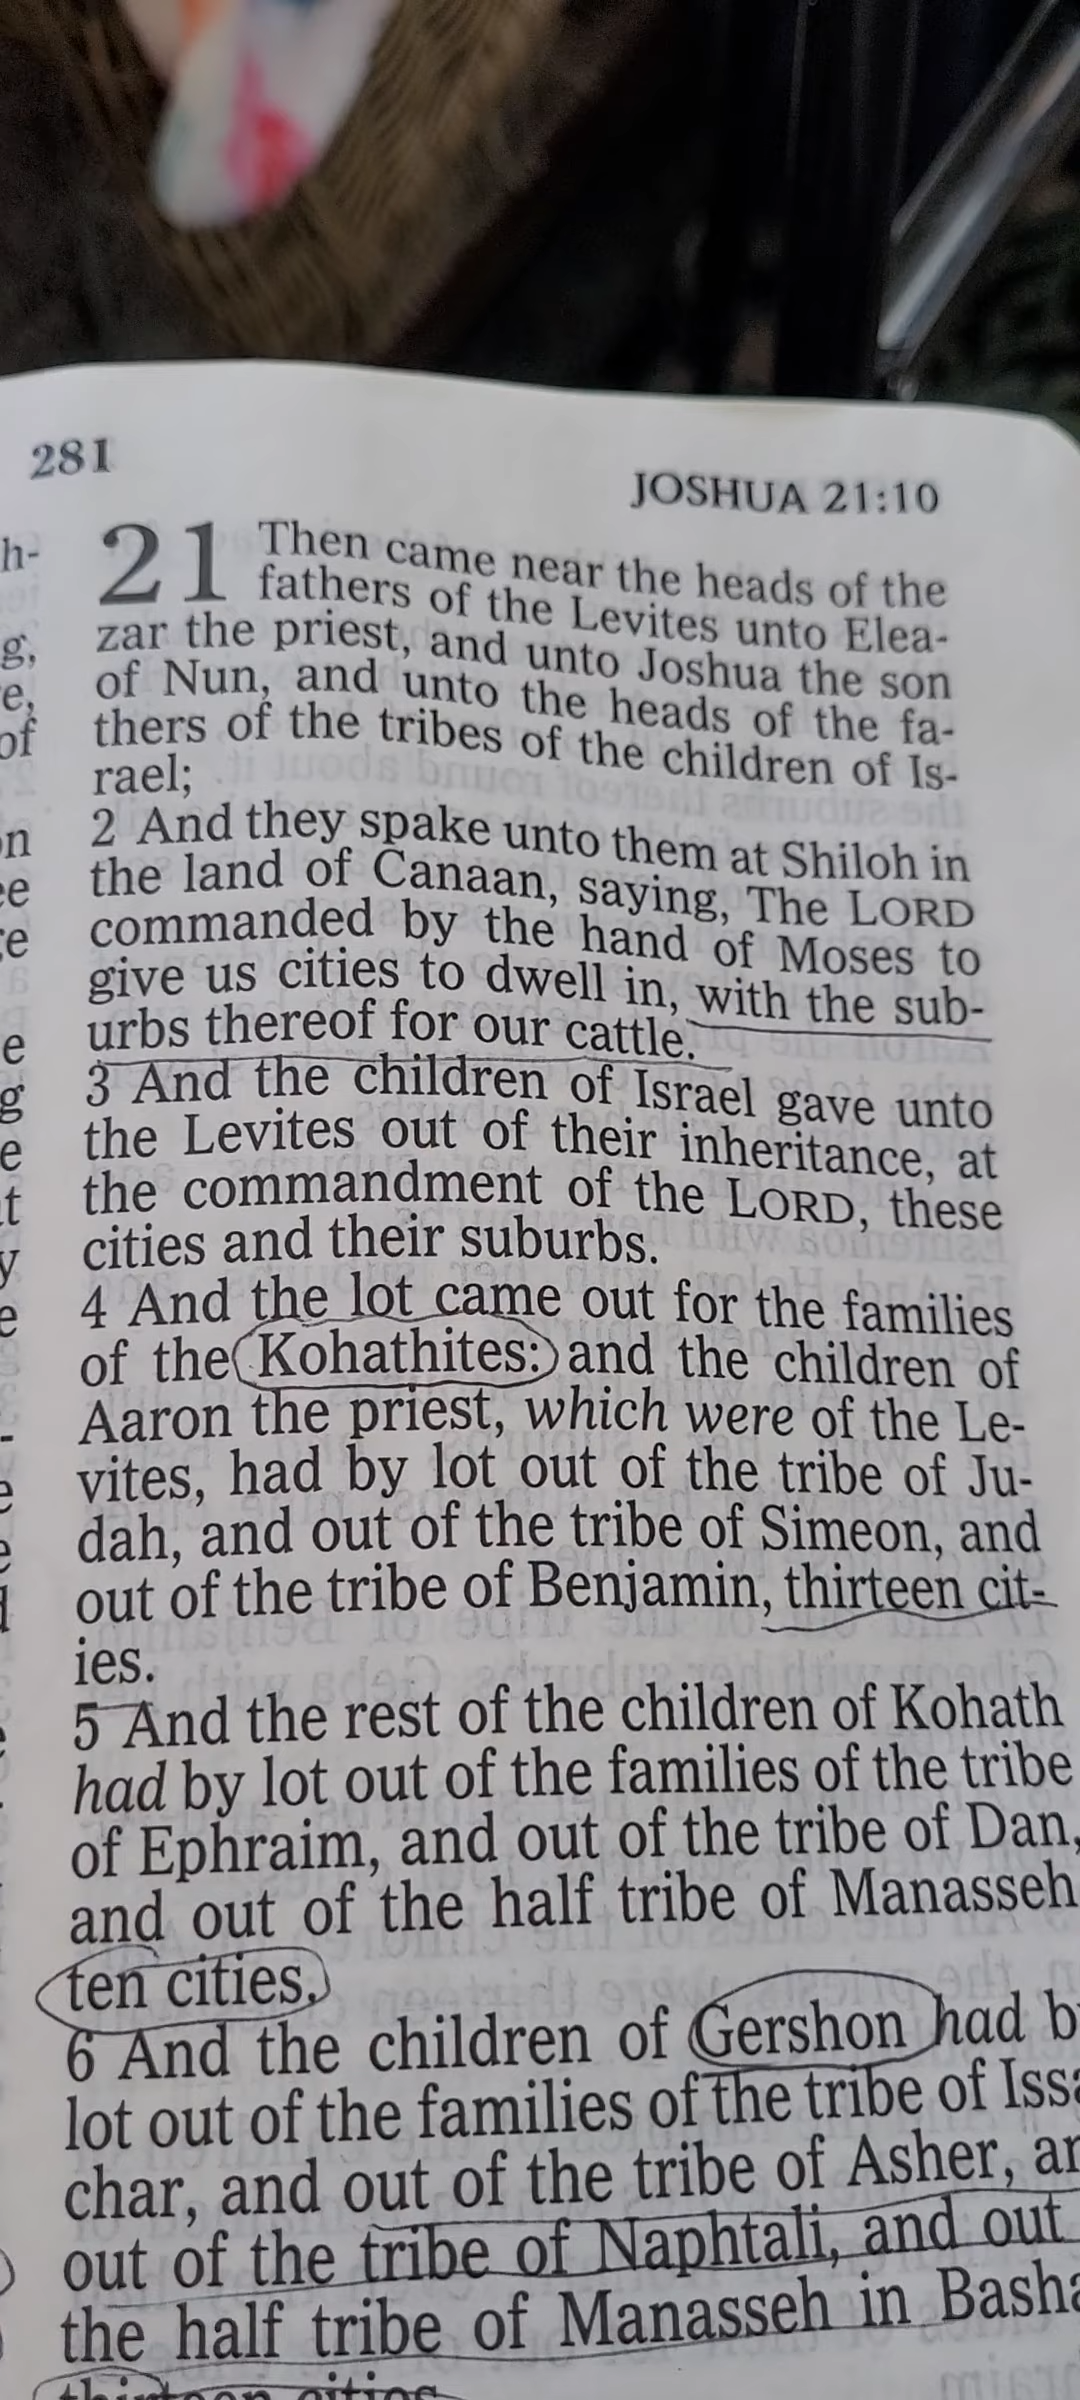 281
JOSHUA 21:10
21 Then came near the heads of the
fathers of the Levites unto Elea-
zar the priest, and unto Joshua the son
of Nun, and unto the heads of the fa-
thers of the tribes of the children of Is-
rael;
2 And they spake unto them at Shiloh in
the land of Canaan, saying, The LORD
commanded by the hand of Moses to
give us cities to dwell in, with the sub-
urbs thereof for our cattle.
3 And the children of Israel gave unto
the Levites out of their inheritance, at
the commandment of the LORD, these
cities and their suburbs.
4 And the lot came out for the families
of the Kohathites: and the children of
Aaron the priest, which were of the Le-
vites, had by lot out of the tribe of Ju-
dah, and out of the tribe of Simeon, and
out of the tribe of Benjamin, thirteen cit-
ies.
5 And the rest of the children of Kohath
had by lot out of the families of the tribe
of Ephraim, and out of the tribe of Dan,
and out of the half tribe of Manasseh
ten cities.
6 And the children of Gershon had
lot out of the families of the tribe of Issa
char, and out of the tribe of Asher,
out of the tribe of Naphtali, and out
the half tribe of Manasseh in Basha
thirteen cities